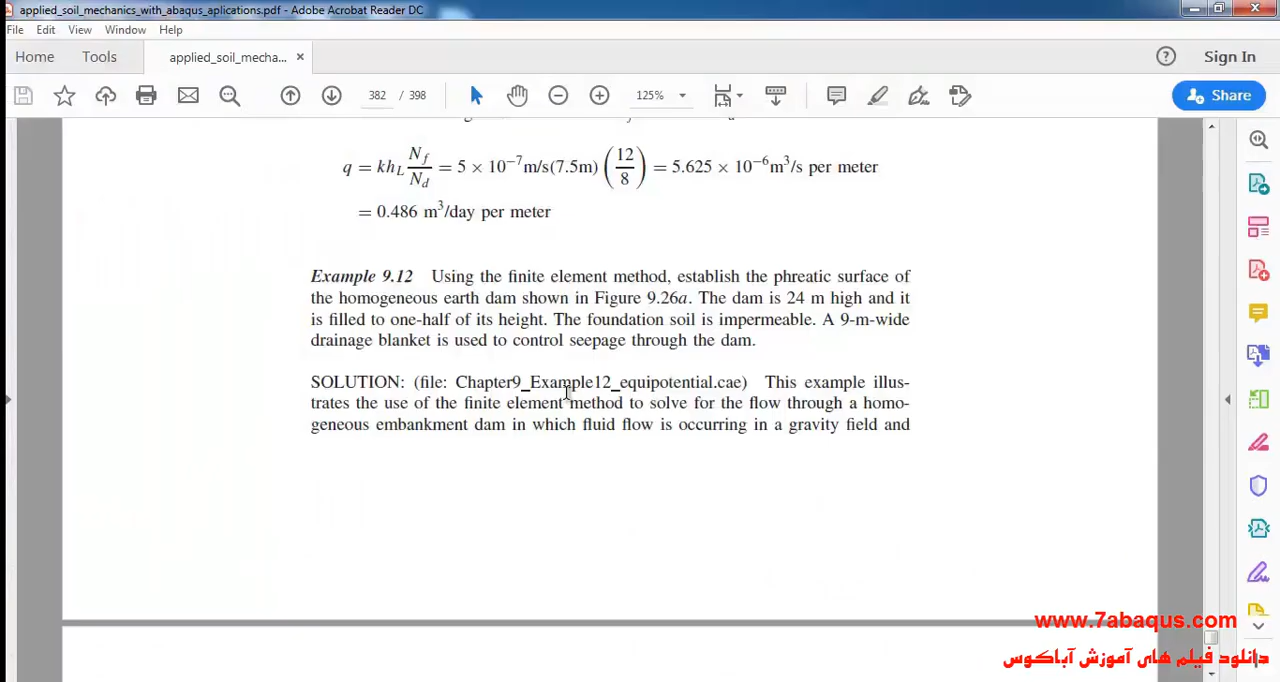 applied_soil_mechanics_with_abaqus_aplications.pdf - Adobe Acrobat Reader DC
File Edit View Window Help
Home Tools applied_soil_mecha... × Sign In
382 / 398 125% Share
q = kh_L N_f/N_d = 5 × 10^−7 m/s(7.5m) (12/8) = 5.625 × 10^−6 m^3/s per meter
= 0.486 m^3/day per meter
Example 9.12 Using the finite element method, establish the phreatic surface of
the homogeneous earth dam shown in Figure 9.26a. The dam is 24 m high and it
is filled to one-half of its height. The foundation soil is impermeable. A 9-m-wide
drainage blanket is used to control seepage through the dam.
SOLUTION: (file: Chapter9_Example12_equipotential.cae) This example illus-
trates the use of the finite element method to solve for the flow through a homo-
geneous embankment dam in which fluid flow is occurring in a gravity field and
www.7abaqus.com
دانلود فیلم های آموزش آباکوس